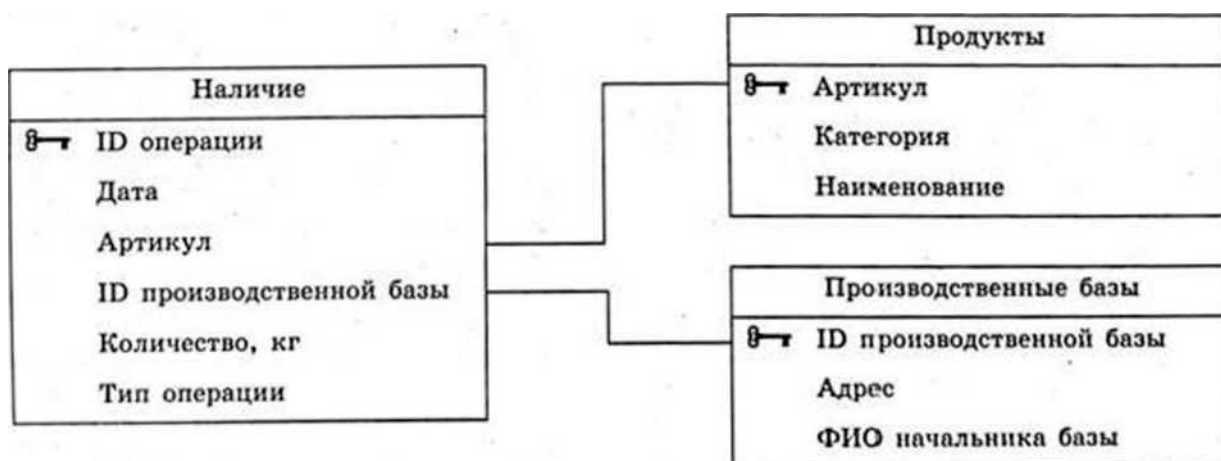 Наличие
ID операции
Дата
Артикул
ID производственной базы
Количество, кг
Тип операции
Продукты
Артикул
Категория
Наименование
Производственные базы
ID производственной базы
Адрес
ФИО начальника базы